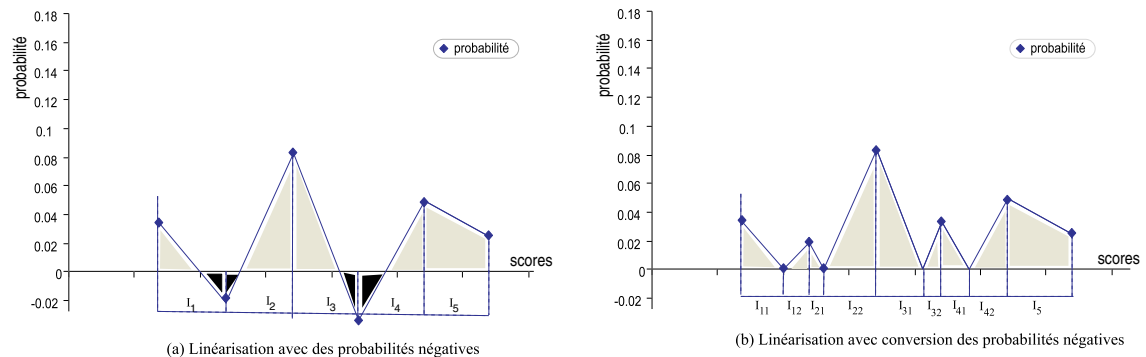 0.18
0.16
0.14
0.12
0.1
0.08
0.06
0.04
0.02
0
-0.02
probabilité
probabilité
scores
I1 I2 I3 I4 I5
(a) Linéarisation avec des probabilités négatives
0.18
0.16
0.14
0.12
0.1
0.08
0.06
0.04
0.02
0
-0.02
probabilité
probabilité
scores
I11 I12 I21 I22 I31 I32 I41 I42 I5
(b) Linéarisation avec conversion des probabilités négatives